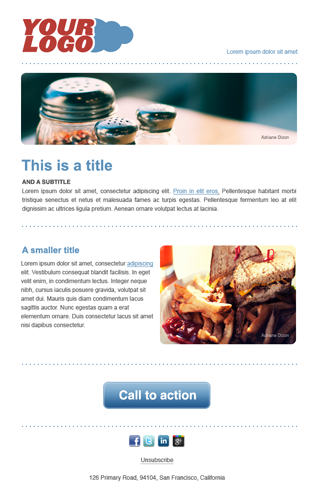 YOUR
LOGO
Lorem ipsum dolor sit amet
Adriane Dizon
This is a title
AND A SUBTITLE
Lorem ipsum dolor sit amet, consectetur adipiscing elit. Proin in elit eros. Pellentesque habitant morbi
tristique senectus et netus et malesuada fames ac turpis egestas. Pellentesque fermentum leo at elit
dignissim ac ultrices ligula pretium. Aenean ornare volutpat lectus at lacinia.
A smaller title
Lorem ipsum dolor sit amet, consectetur adipiscing
elit. Vestibulum consequat blandit facilisis. In eget
velit enim, in condimentum lectus. Integer neque
nibh, cursus iaculis posuere gravida, volutpat sit
amet dui. Mauris quis diam condimentum
sagittis auctor. Nunc egestas quam a erat
elementum ornare. Duis consectetur lacus sit amet
nisi dapibus consectetur.
Adriane Dizon
Call to action
Unsubscribe
126 Primary Road, 94104, San Francisco, California